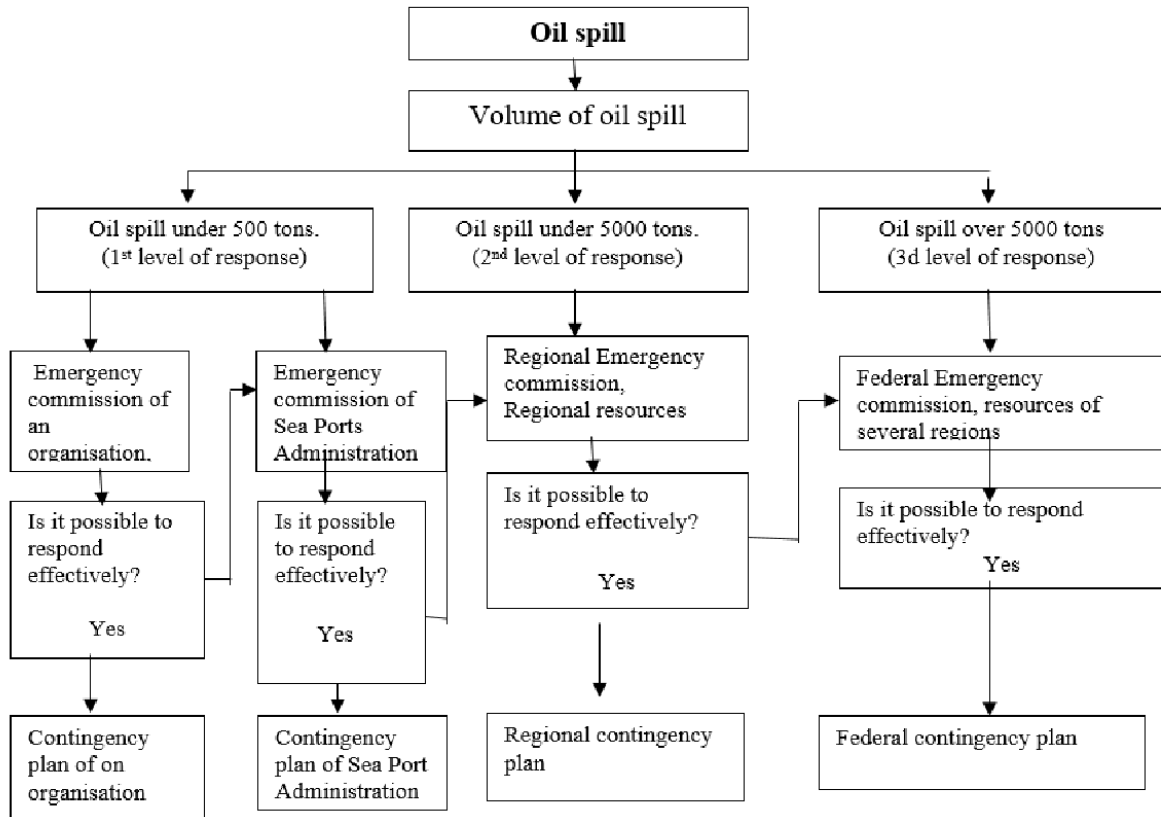 Oil spill
Volume of oil spill
Oil spill under 500 tons.
(1st level of response)
Oil spill under 5000 tons.
(2nd level of response)
Oil spill over 5000 tons
(3d level of response)
Emergency
commission of
an
organisation.
Emergency
commission of
Sea Ports
Administration
Regional Emergency
commission,
Regional resources
Federal Emergency
commission, resources of
several regions
Is it possible to
respond
effectively?
Yes
Is it possible
to respond
effectively?
Yes
Is it possible to
respond effectively?
Yes
Is it possible to respond
effectively?
Yes
Contingency
plan of on
organisation
Contingency
plan of Sea Port
Administration
Regional contingency
plan
Federal contingency plan